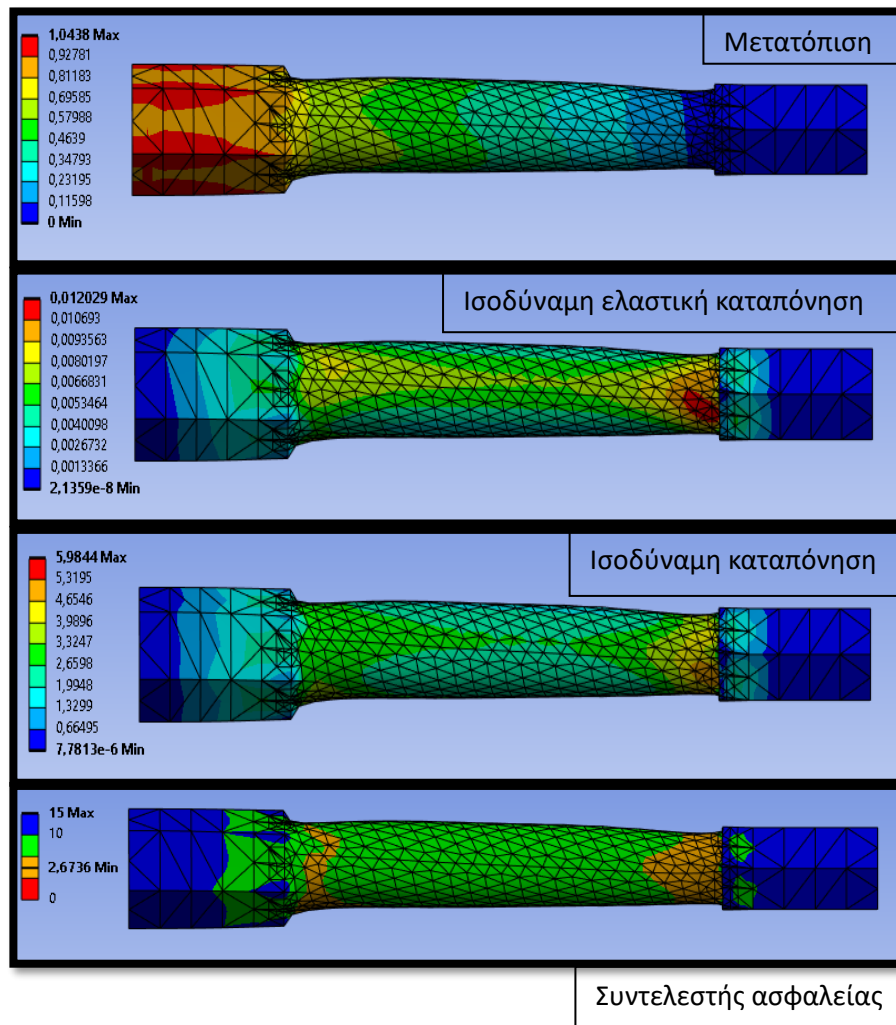 Μετατόπιση
1,0438 Max
0,92781
0,81183
0,69585
0,57988
0,4639
0,34793
0,23195
0,11598
0 Min
Ισοδύναμη ελαστική καταπόνηση
0,012029 Max
0,010693
0,0093563
0,0080197
0,0066831
0,0053464
0,0040098
0,0026732
0,0013366
2,1359e-8 Min
Ισοδύναμη καταπόνηση
5,9844 Max
5,3195
4,6546
3,9896
3,3247
2,6598
1,9948
1,3299
0,66495
7,7813e-6 Min
15 Max
10
2,6736 Min
0
Συντελεστής ασφαλείας